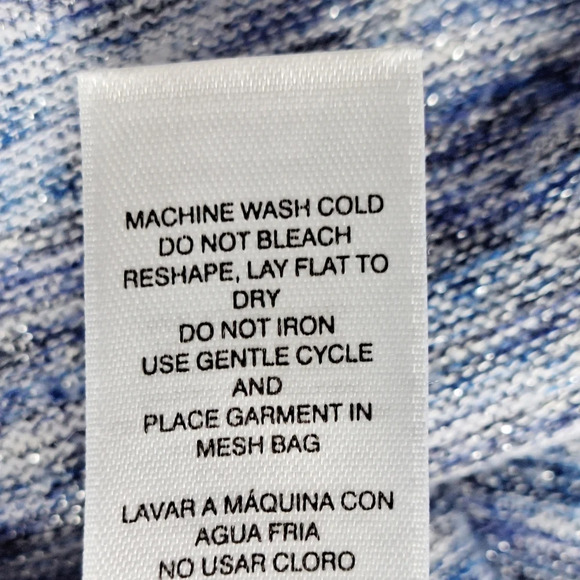 MACHINE WASH COLD
DO NOT BLEACH
RESHAPE, LAY FLAT TO
DRY
DO NOT IRON
USE GENTLE CYCLE
AND
PLACE GARMENT IN
MESH BAG
LAVAR A MÁQUINA CON
AGUA FRIA
NO USAR CLORO